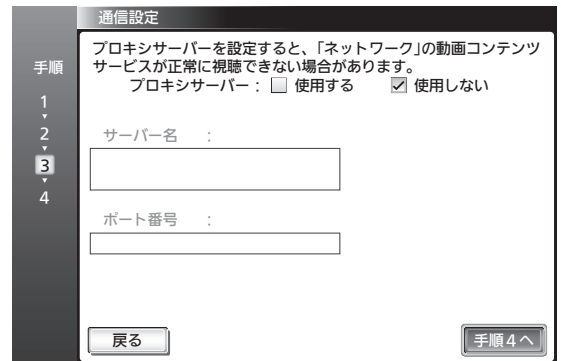 通信設定
プロキシサーバーを設定すると、「ネットワーク」の動画コンテンツ
サービスが正常に視聴できない場合があります。
プロキシサーバー： 使用する 使用しない
手順
1
2
3
4
サーバー名 ：
ポート番号 ：
戻る
手順4へ